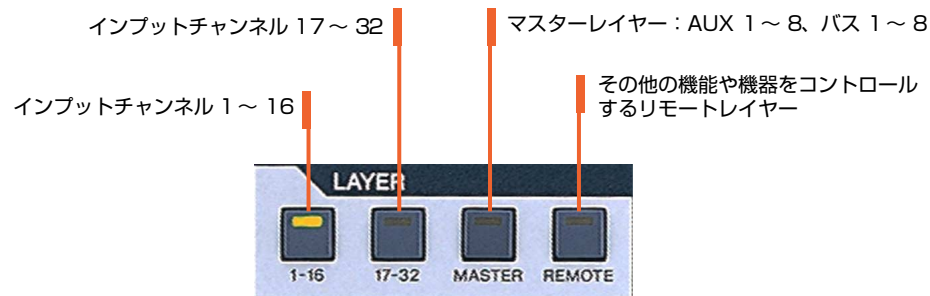 インプットチャンネル 17～ 32
マスターレイヤー：AUX 1～ 8、バス 1～ 8
インプットチャンネル 1～ 16
その他の機能や機器をコントロール
するリモートレイヤー
LAYER
1-16 17-32 MASTER REMOTE